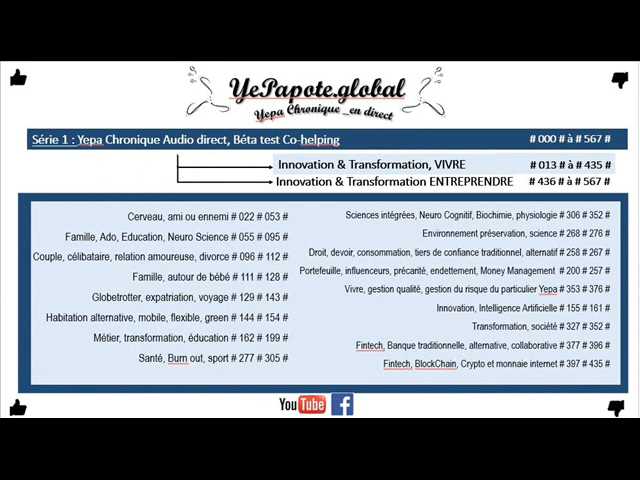 YePapote.global
Yepa Chronique _en direct
Série 1 : Yepa Chronique Audio direct, Béta test Co-helping # 000 # à # 567 #
Innovation & Transformation, VIVRE # 013 # à # 435 #
Innovation & Transformation ENTREPRENDRE # 436 # à # 567 #
Cerveau, ami ou ennemi # 022 # 053 #
Famille, Ado, Education, Neuro Science # 055 # 095 #
Couple, célibataire, relation amoureuse, divorce # 096 # 112 #
Famille, autour de bébé # 111 # 128 #
Globetrotter, expatriation, voyage # 129 # 143 #
Habitation alternative, mobile, flexible, green # 144 # 154 #
Métier, transformation, éducation # 162 # 199 #
Santé, Burn out, sport # 277 # 305 #
Sciences intégrées, Neuro Cognitif, Biochimie, physiologie # 306 # 352 #
Environnement préservation, science # 268 # 276 #
Droit, devoir, consommation, tiers de confiance traditionnel, alternatif # 258 # 267 #
Portefeuille, influenceurs, précarité, endettement, Money Management # 200 # 257 #
Vivre, gestion qualité, gestion du risque du particulier Yepa # 353 # 376 #
Innovation, Intelligence Artificielle # 155 # 161 #
Transformation, société # 327 # 352 #
Fintech, Banque traditionnelle, alternative, collaborative # 377 # 396 #
Fintech, BlockChain, Crypto et monnaie internet # 397 # 435 #
YouTube f